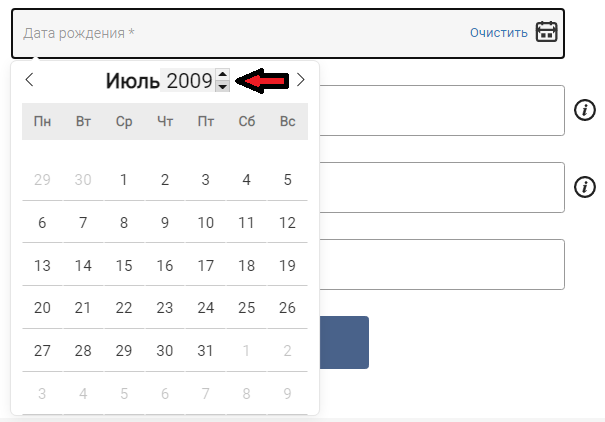 Дата рождения *
Очистить
Июль 2009
Пн Вт Ср Чт Пт Сб Вс
29 30 1 2 3 4 5
6 7 8 9 10 11 12
13 14 15 16 17 18 19
20 21 22 23 24 25 26
27 28 29 30 31 1 2
3 4 5 6 7 8 9